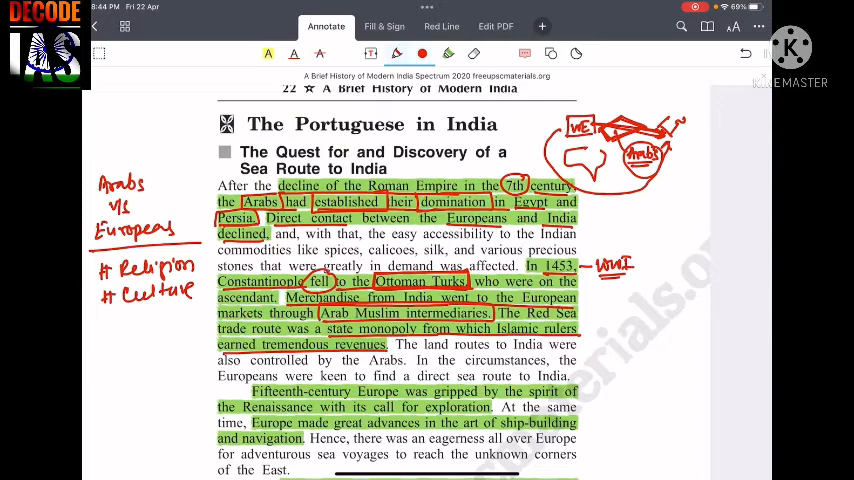 DECODE
IAS
8:44 PM Fri 22 Apr
69%
Annotate
Fill & Sign
Red Line
Edit PDF
A Brief History of Modern India Spectrum 2020 freeupscmaterials.org
K
KINEMASTER
22 ★ A Brief History of Modern India
The Portuguese in India
The Quest for and Discovery of a
Sea Route to India
After the decline of the Roman Empire in the 7th century,
the Arabs had established their domination in Egypt and
Persia. Direct contact between the Europeans and India
declined, and, with that, the easy accessibility to the Indian
commodities like spices, calicoes, silk, and various precious
stones that were greatly in demand was affected. In 1453,
Constantinople fell to the Ottoman Turks, who were on the
ascendant. Merchandise from India went to the European
markets through Arab Muslim intermediaries. The Red Sea
trade route was a state monopoly from which Islamic rulers
earned tremendous revenues. The land routes to India were
also controlled by the Arabs. In the circumstances, the
Europeans were keen to find a direct sea route to India.
Fifteenth-century Europe was gripped by the spirit of
the Renaissance with its call for exploration. At the same
time, Europe made great advances in the art of ship-building
and navigation. Hence, there was an eagerness all over Europe
for adventurous sea voyages to reach the unknown corners
of the East.
Arabs
v/s
Europeans
# Religion
# Culture
WE
Arabs